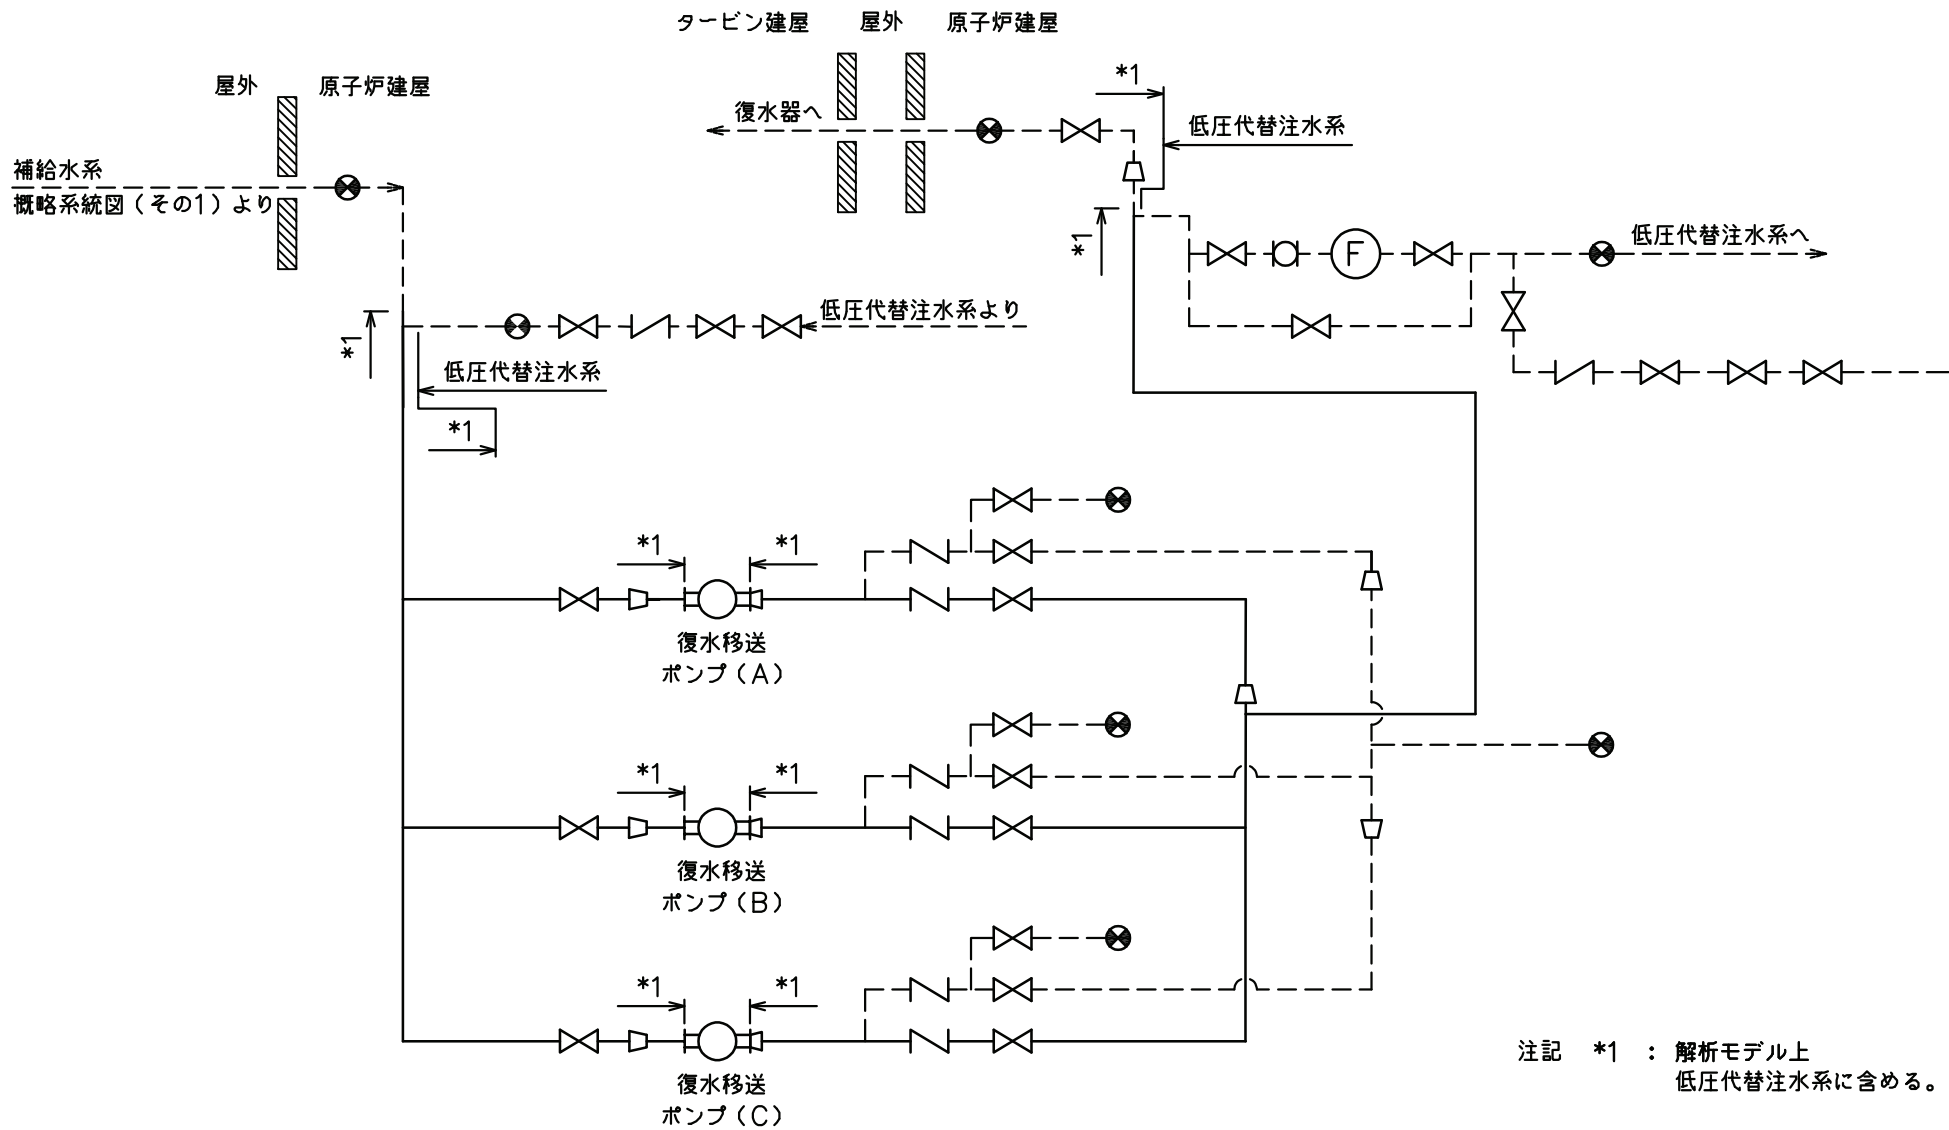 タービン建屋 屋外 原子炉建屋
屋外 原子炉建屋
*1
復水器へ
低圧代替注水系
補給水系
概略系統図(その1)より
*1
低圧代替注水系へ
F
低圧代替注水系より
*1
低圧代替注水系
*1
*1 *1
復水移送
ポンプ(A)
*1 *1
復水移送
ポンプ(B)
*1 *1
復水移送
ポンプ(C)
注記 *1 : 解析モデル上
低圧代替注水系に含める。